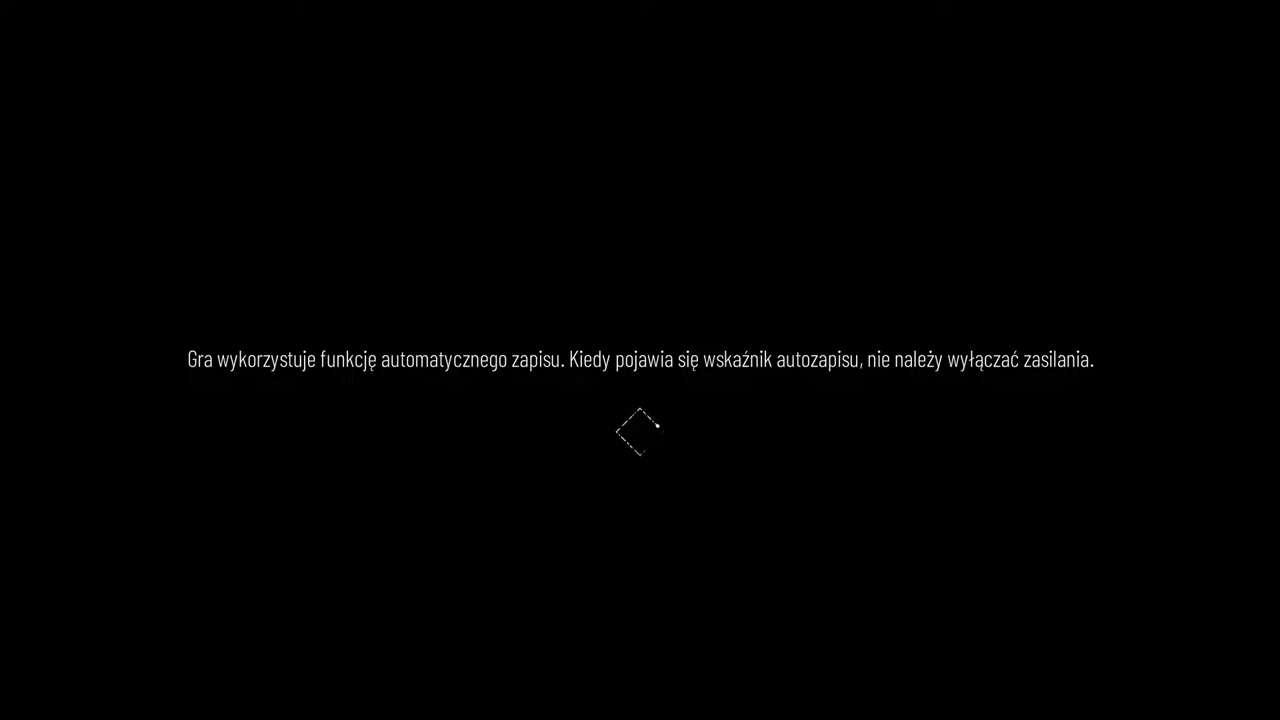 Gra wykorzystuje funkcję automatycznego zapisu. Kiedy pojawia się wskaźnik autozapisu, nie należy wyłączać zasilania.